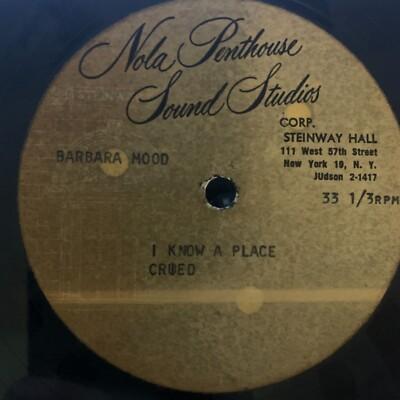 Nola Penthouse
Sound Studios
CORP.
STEINWAY HALL
111 West 57th Street
New York 19, N. Y.
JUdson 2-1417
BARBARA MOOD
33 1/3RPM
I KNOW A PLACE
CRUED